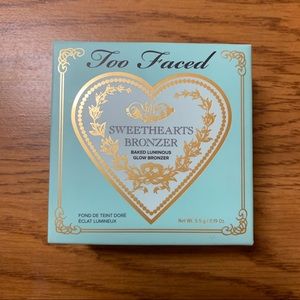 Too Faced
SWEETHEARTS
BRONZER
BAKED LUMINOUS
GLOW BRONZER
FOND DE TEINT DORÉ
ÉCLAT LUMINEUX
Net Wt. 5.5 g / 0.19 Oz.